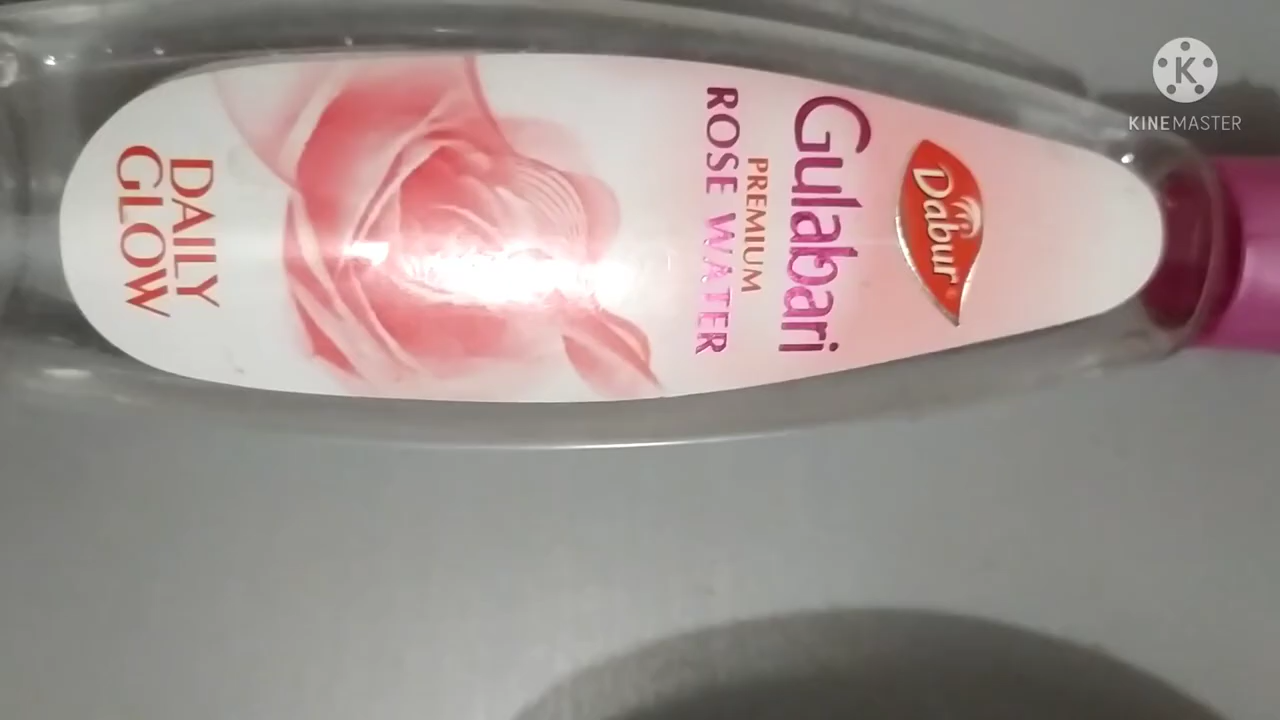 Dabur
Gulabari
PREMIUM
ROSE WATER
DAILY
GLOW
K
KINEMASTER